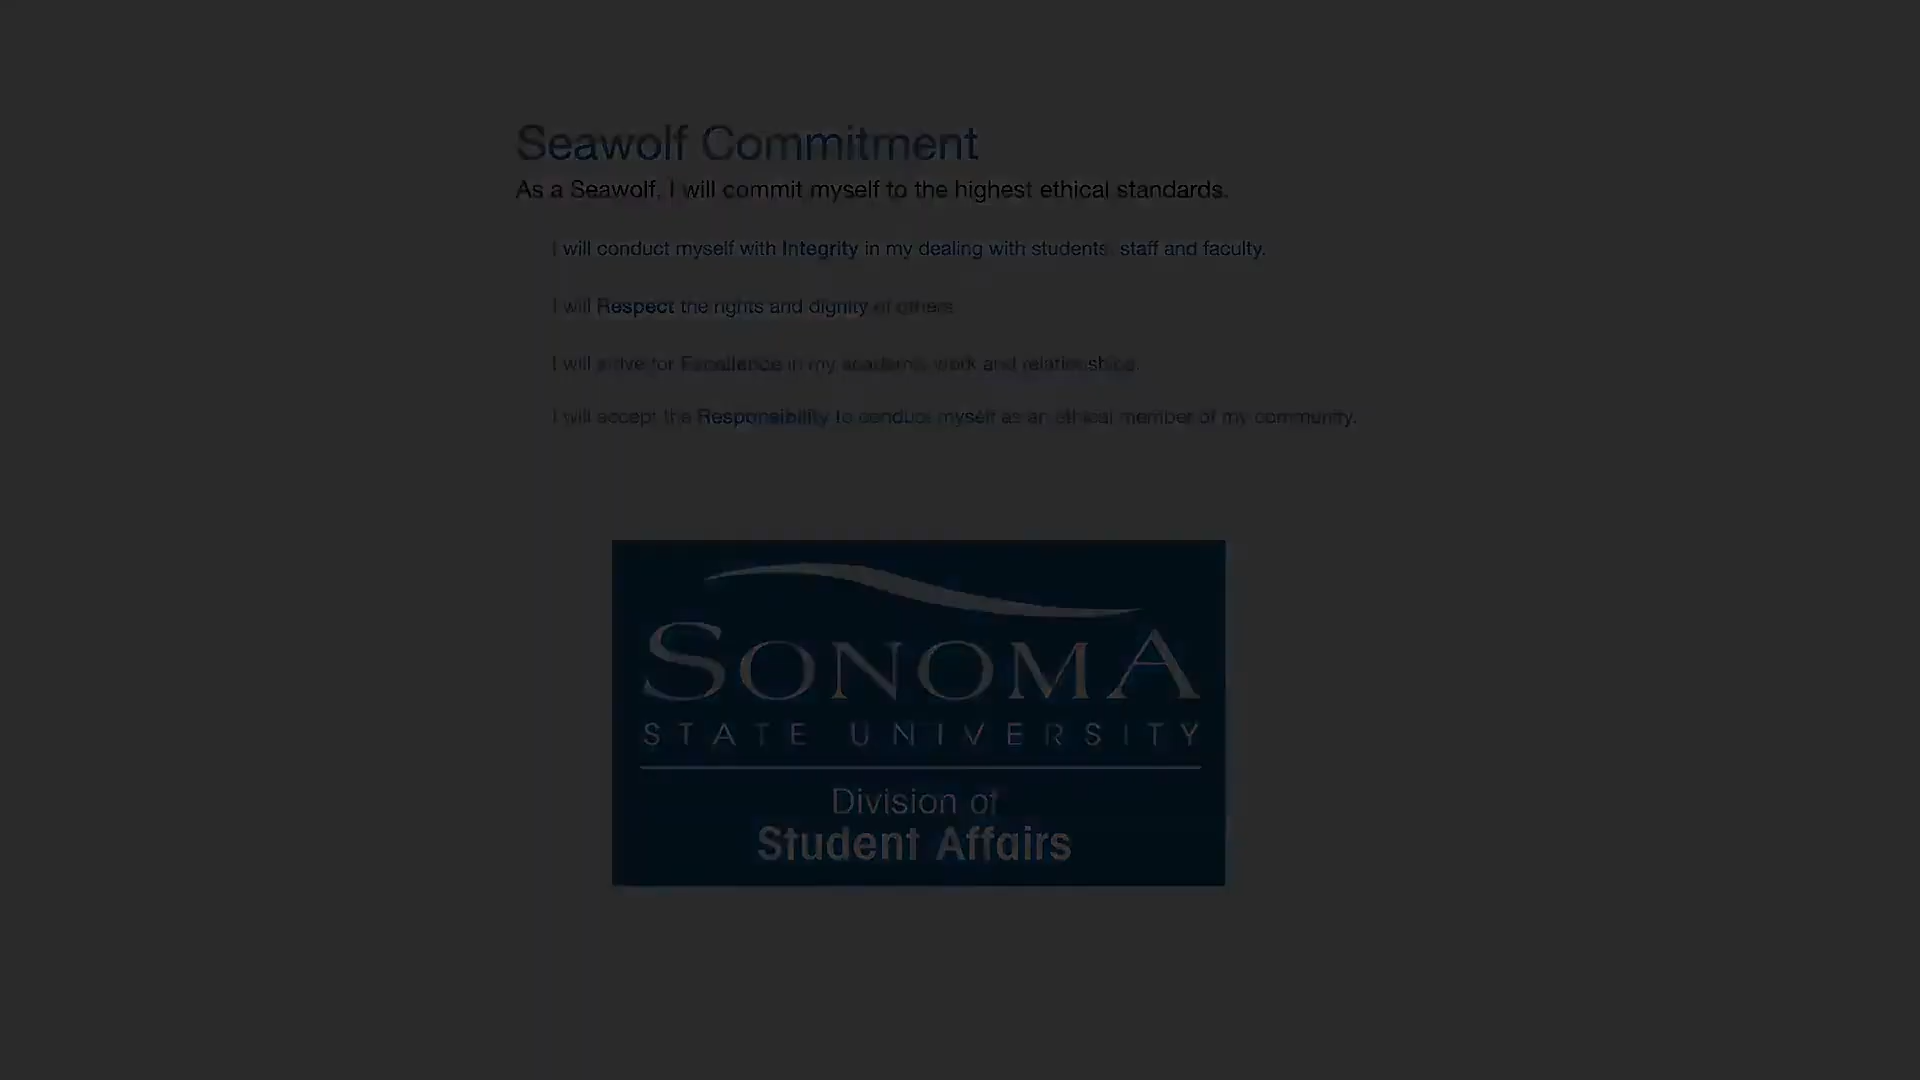 Seawolf Commitment
As a Seawolf, I will commit myself to the highest ethical standards.
I will conduct myself with Integrity in my dealing with students, staff and faculty.
I will Respect the rights and dignity of others.
I will strive for Excellence in my academic work and relationships.
I will accept the Responsibility to conduct myself as an ethical member of my community.
SONOMA
STATE UNIVERSITY
Division of
Student Affairs